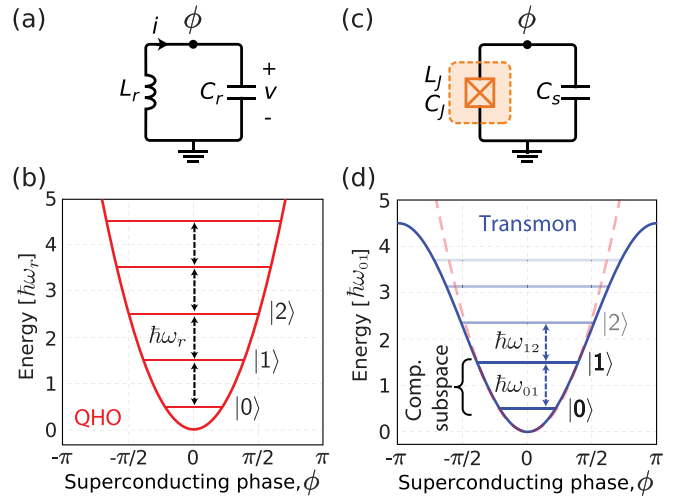 (a)
i
ϕ
L_r
C_r
+
v
-
(c)
ϕ
L_J
C_J
C_s
(b)
Energy [ℏω_r]
5
4
3
2
1
0
ℏω_r
|2⟩
|1⟩
|0⟩
QHO
-π
-π/2
0
π/2
π
Superconducting phase, ϕ
(d)
Energy [ℏω_01]
5
4
3
2
1
0
Transmon
|2⟩
ℏω_12
|1⟩
ℏω_01
Comp.
subspace
|0⟩
-π
-π/2
0
π/2
π
Superconducting phase, ϕ